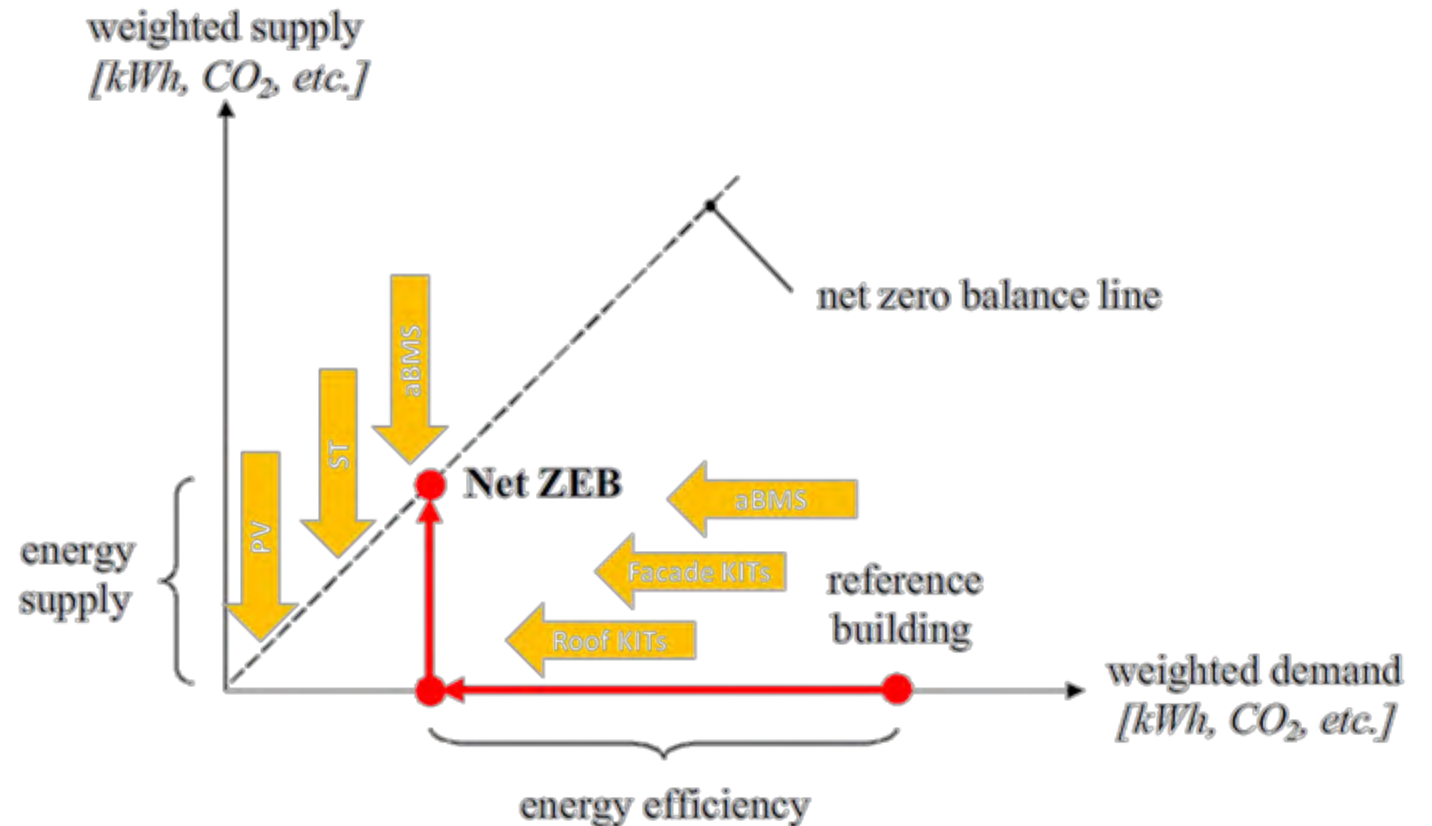 weighted supply
[kWh, CO₂, etc.]
net zero balance line
aBMS
ST
PV
Net ZEB
aBMS
Facade KITs
Roof KITs
energy
supply
reference
building
weighted demand
[kWh, CO₂, etc.]
energy efficiency